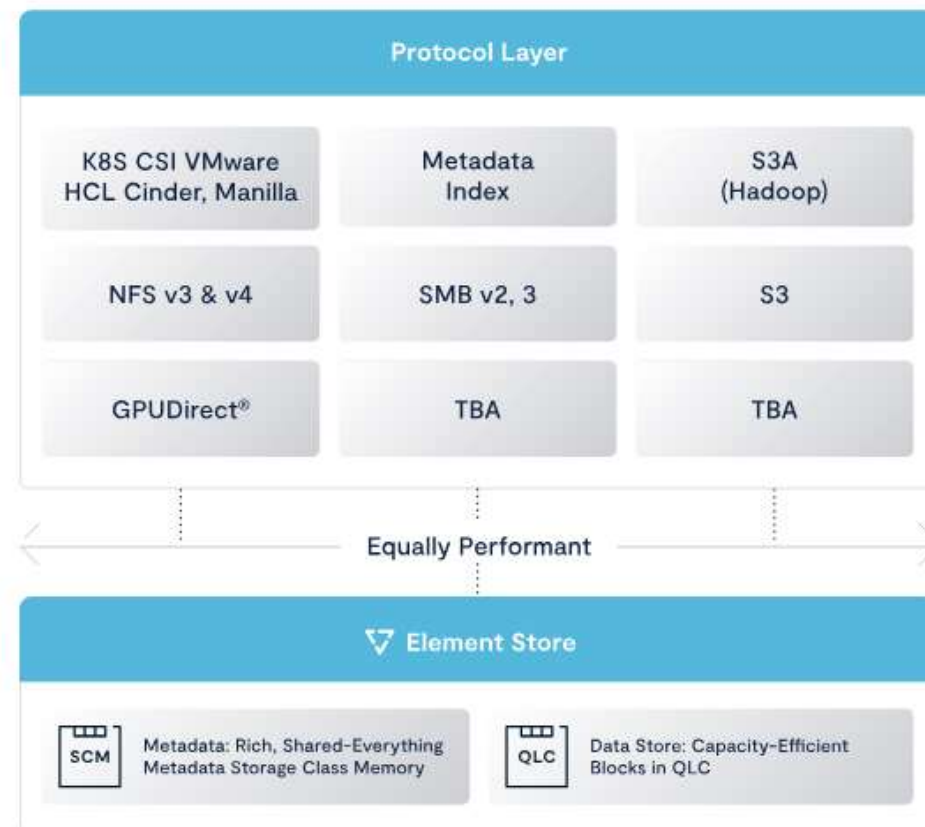 Protocol Layer
K8S CSI VMware
HCL Cinder, Manilla
Metadata
Index
S3A
(Hadoop)
NFS v3 & v4
SMB v2, 3
S3
GPUDirect®
TBA
TBA
Equally Performant
Element Store
SCM
Metadata: Rich, Shared-Everything
Metadata Storage Class Memory
QLC
Data Store: Capacity-Efficient
Blocks in QLC